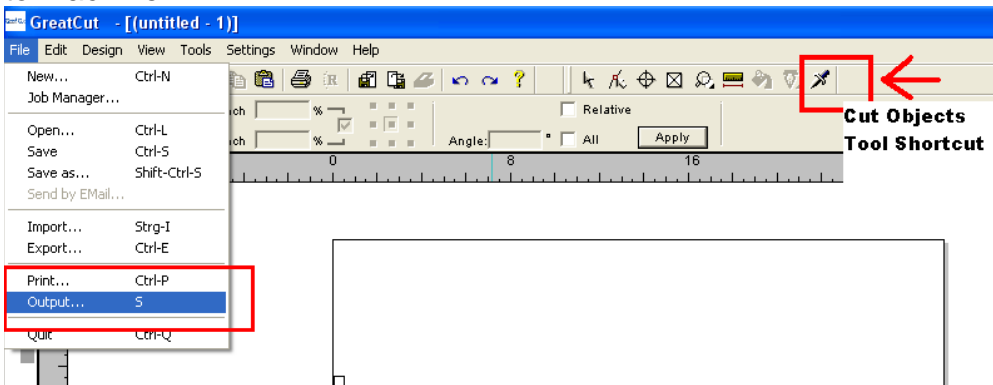 GreatCut - [(untitled - 1)]
File Edit Design View Tools Settings Window Help
New... Ctrl-N
Job Manager...
Open... Ctrl-L
Save Ctrl-S
Save as... Shift-Ctrl-S
Send by EMail...
Import... Strg-I
Export... Ctrl-E
Print... Ctrl-P
Output... S
Quit Ctrl-Q
% Relative
% Angle: ° All Apply
0 8 16
Cut Objects
Tool Shortcut